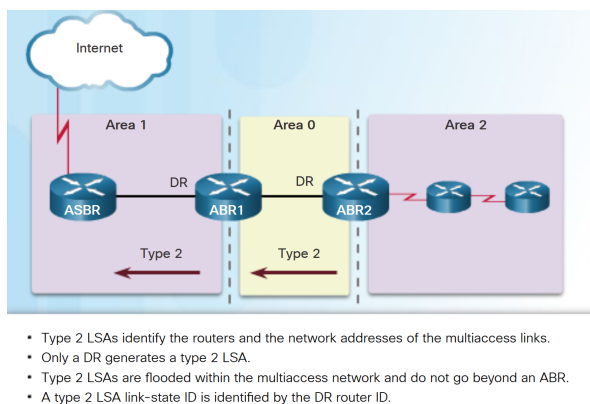 Internet
Area 1
Area 0
Area 2
DR
DR
ASBR
ABR1
ABR2
Type 2
Type 2
▪ Type 2 LSAs identify the routers and the network addresses of the multiaccess links.
▪ Only a DR generates a type 2 LSA.
▪ Type 2 LSAs are flooded within the multiaccess network and do not go beyond an ABR.
▪ A type 2 LSA link-state ID is identified by the DR router ID.